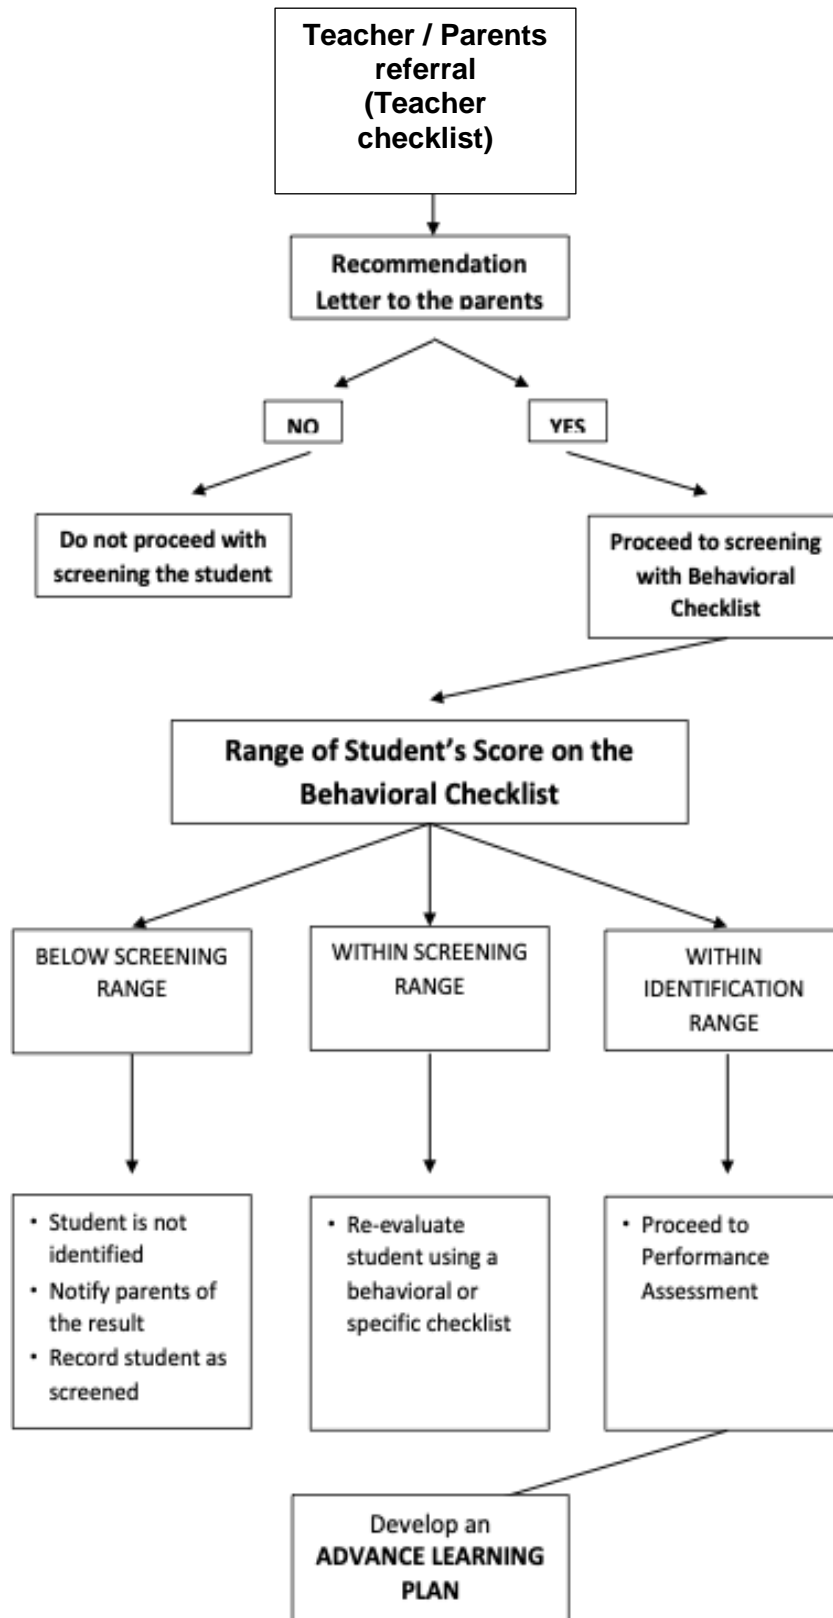 Teacher / Parents
referral
(Teacher
checklist)
Recommendation
Letter to the parents
NO
YES
Do not proceed with
screening the student
Proceed to screening
with Behavioral
Checklist
Range of Student's Score on the
Behavioral Checklist
BELOW SCREENING
RANGE
WITHIN SCREENING
RANGE
WITHIN
IDENTIFICATION
RANGE
• Student is not
identified
• Notify parents of
the result
• Record student as
screened
• Re-evaluate
student using a
behavioral or
specific checklist
• Proceed to
Performance
Assessment
Develop an
ADVANCE LEARNING
PLAN